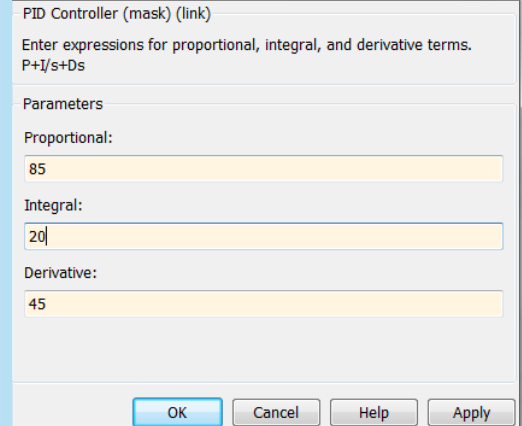 PID Controller (mask) (link)
Enter expressions for proportional, integral, and derivative terms.
P+I/s+Ds
Parameters
Proportional:
85
Integral:
20
Derivative:
45
OK Cancel Help Apply